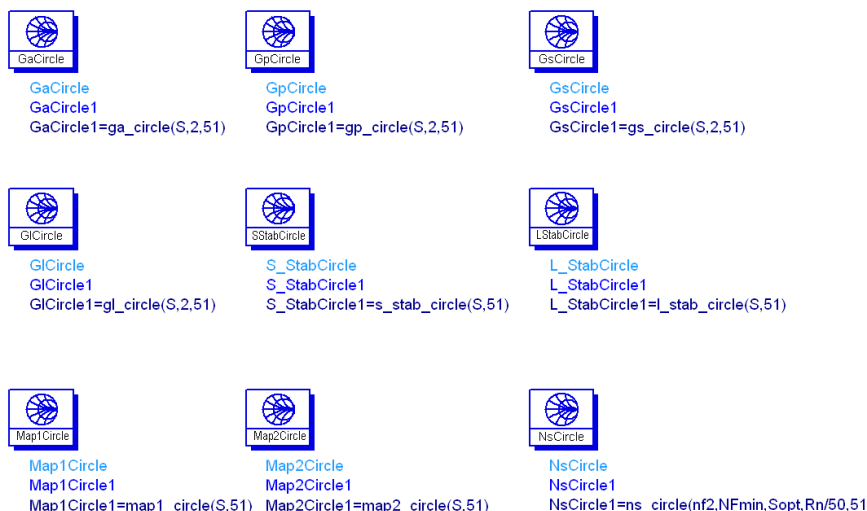 GaCircle
GaCircle
GaCircle1
GaCircle1=ga_circle(S,2,51)
GpCircle
GpCircle
GpCircle1
GpCircle1=gp_circle(S,2,51)
GsCircle
GsCircle
GsCircle1
GsCircle1=gs_circle(S,2,51)
GlCircle
GlCircle
GlCircle1
GlCircle1=gl_circle(S,2,51)
SStabCircle
S_StabCircle
S_StabCircle1
S_StabCircle1=s_stab_circle(S,51)
LStabCircle
L_StabCircle
L_StabCircle1
L_StabCircle1=l_stab_circle(S,51)
Map1Circle
Map1Circle
Map1Circle1
Map1Circle1=map1_circle(S,51)
Map2Circle
Map2Circle
Map2Circle1
Map2Circle1=map2_circle(S,51)
NsCircle
NsCircle
NsCircle1
NsCircle1=ns_circle(nf2,NFmin,Sopt,Rn/50,51